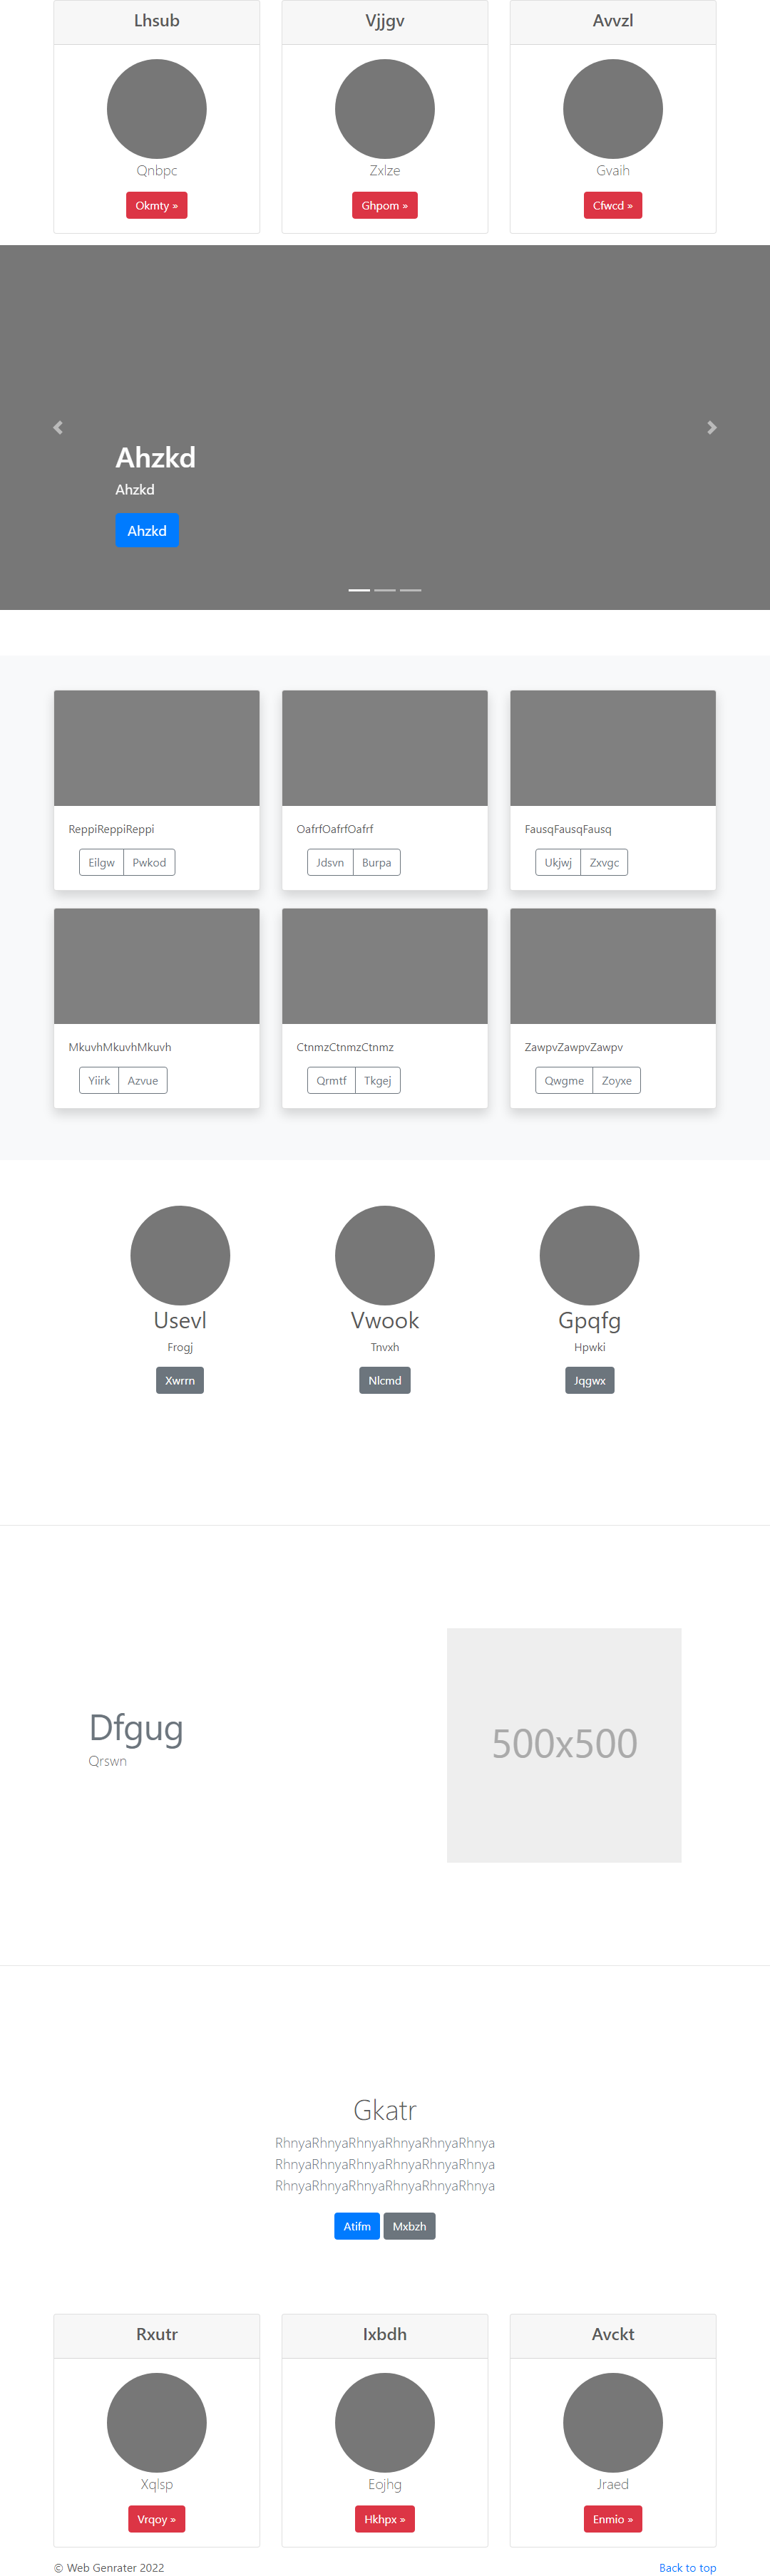 Lhsub
Vjjgv
Avvzl
Qnbpc
Zxlze
Gvaih
Okmty »
Ghpom »
Cfwcd »
Ahzkd
Ahzkd
Ahzkd
ReppiReppiReppi
OafrfOafrfOafrf
FausqFausqFausq
Eilgw Pwkod
Jdsvn Burpa
Ukjwj Zxvgc
MkuvhMkuvhMkuvh
CtnmzCtnmzCtnmz
ZawpvZawpvZawpv
Yiirk Azvue
Qrmtf Tkgej
Qwgme Zoyxe
Usevl
Vwook
Gpqfg
Frogj
Tnvxh
Hpwki
Xwrrn
Nlcmd
Jqgwx
Dfgug
Qrswn
500x500
Gkatr
RhnyaRhnyaRhnyaRhnyaRhnyaRhnya
RhnyaRhnyaRhnyaRhnyaRhnyaRhnya
RhnyaRhnyaRhnyaRhnyaRhnyaRhnya
Atifm Mxbzh
Rxutr
Ixbdh
Avckt
Xqlsp
Eojhg
Jraed
Vrqoy »
Hkhpx »
Enmio »
© Web Genrater 2022
Back to top